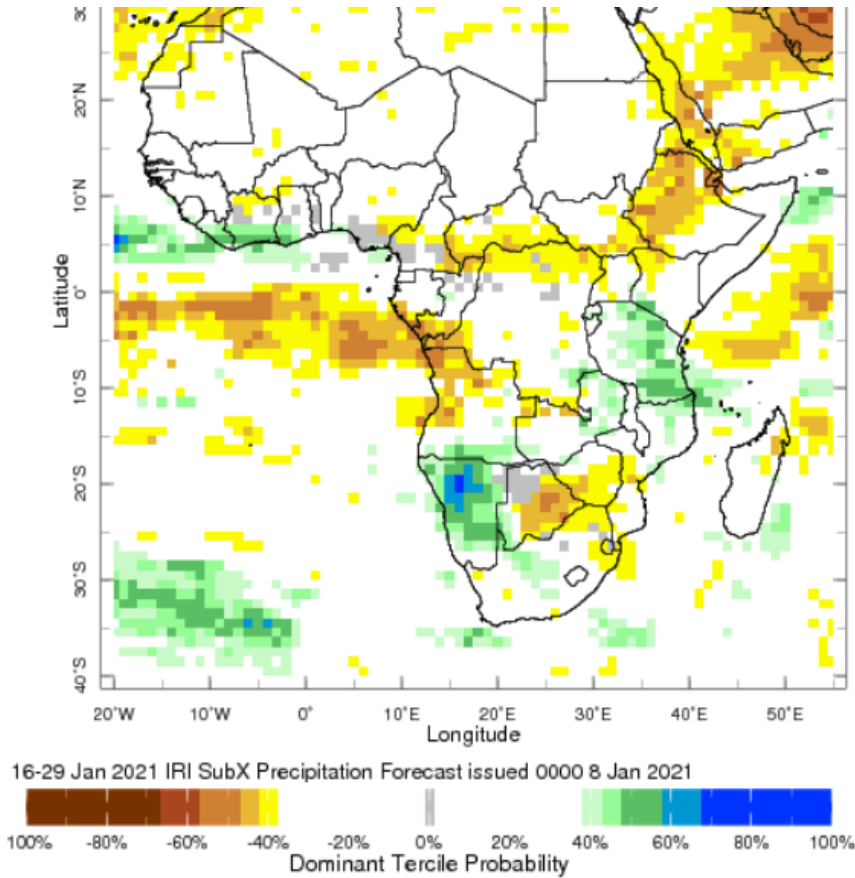 30
20°N
10°N
0°
10°S
20°S
30°S
40°S
Latitude
20°W 10°W 0° 10°E 20°E 30°E 40°E 50°E
Longitude
16-29 Jan 2021 IRI SubX Precipitation Forecast issued 0000 8 Jan 2021
100% -80% -60% -40% -20% 0% 20% 40% 60% 80% 100%
Dominant Tercile Probability